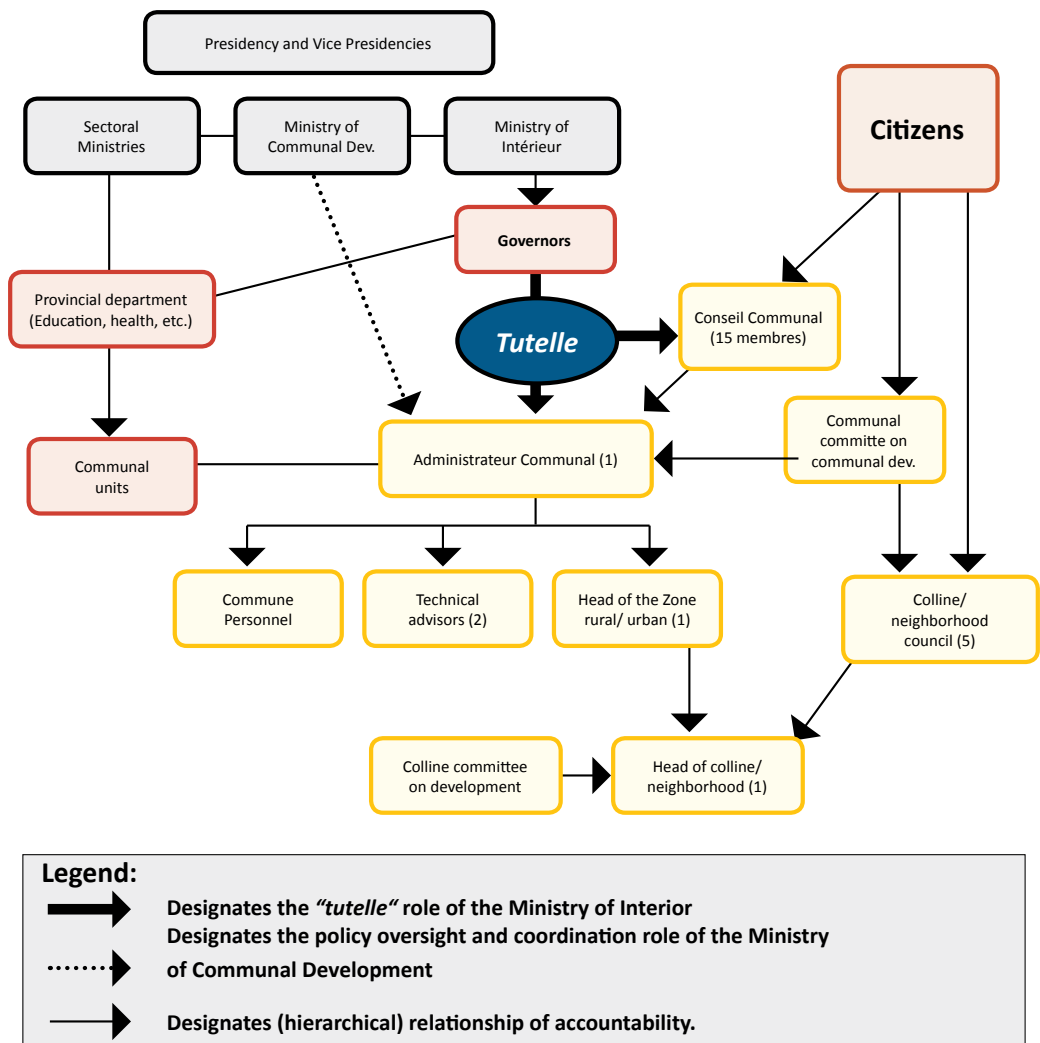 Presidency and Vice Presidencies
Sectoral
Ministries
Ministry of
Communal Dev.
Ministry of
Intérieur
Citizens
Governors
Provincial department
(Education, health, etc.)
Tutelle
Conseil Communal
(15 membres)
Communal
units
Administrateur Communal (1)
Communal
committe on
communal dev.
Commune
Personnel
Technical
advisors (2)
Head of the Zone
rural/ urban (1)
Colline/
neighborhood
council (5)
Colline committee
on development
Head of colline/
neighborhood (1)
Legend:
Designates the “tutelle“ role of the Ministry of Interior
Designates the policy oversight and coordination role of the Ministry
of Communal Development
Designates (hierarchical) relationship of accountability.